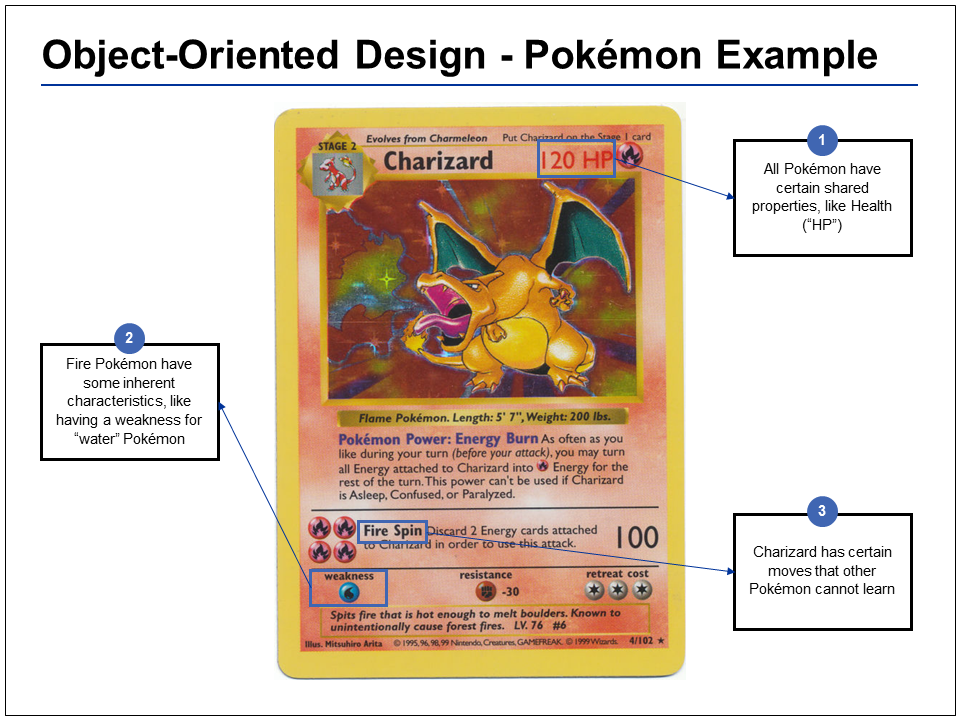 Object-Oriented Design - Pokémon Example
Evolves from Charmeleon Put Charizard on the Stage 1 card
STAGE 2
Charizard 120 HP
1
All Pokémon have
certain shared
properties, like Health
(“HP”)
2
Fire Pokémon have
some inherent
characteristics, like
having a weakness for
“water” Pokémon
Flame Pokémon. Length: 5' 7", Weight: 200 lbs.
Pokémon Power: Energy Burn As often as you
like during your turn (before your attack), you may turn
all Energy attached to Charizard into Energy for the
rest of the turn. This power can't be used if Charizard
is Asleep, Confused, or Paralyzed.
Fire Spin Discard 2 Energy cards attached
to Charizard in order to use this attack.
100
3
Charizard has certain
moves that other
Pokémon cannot learn
weakness resistance retreat cost
-30
Spits fire that is hot enough to melt boulders. Known to
unintentionally cause forest fires. LV. 76 #6
Illus. Mitsuhiro Arita © 1995, 96, 98, 99 Nintendo, Creatures, GAMEFREAK. © 1999 Wizards. 4/102 ★